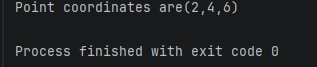 Point coordinates are(2,4,6)
Process finished with exit code 0